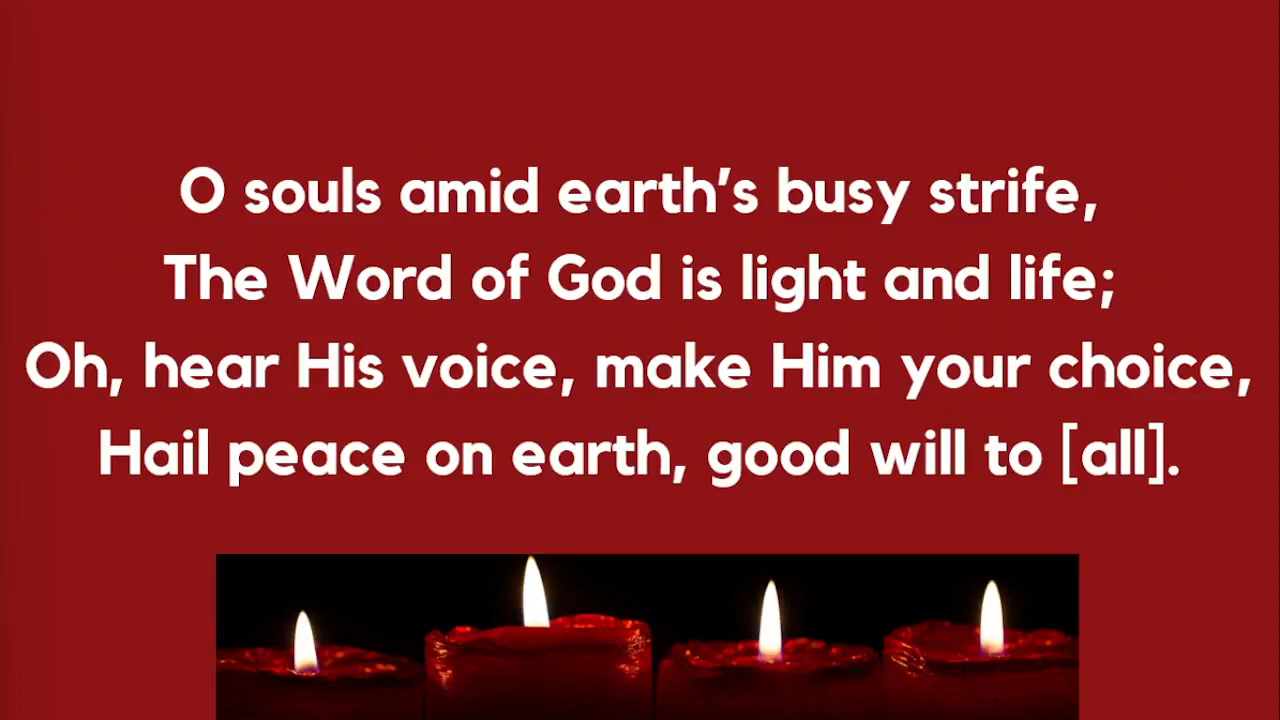 O souls amid earth's busy strife,
The Word of God is light and life;
Oh, hear His voice, make Him your choice,
Hail peace on earth, good will to [all].